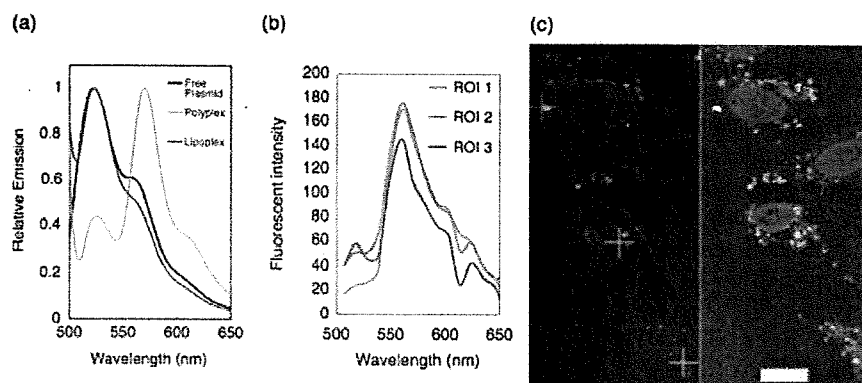 (a)
Relative Emission
1
0.8
0.6
0.4
0.2
0
500
550
600
650
Wavelength (nm)
Free
Plasmid
Polyplex
Lipoplex
(b)
Fluorescent intensity
200
180
160
140
120
100
80
60
40
20
0
500
550
600
650
Wavelength (nm)
ROI 1
ROI 2
ROI 3
(c)